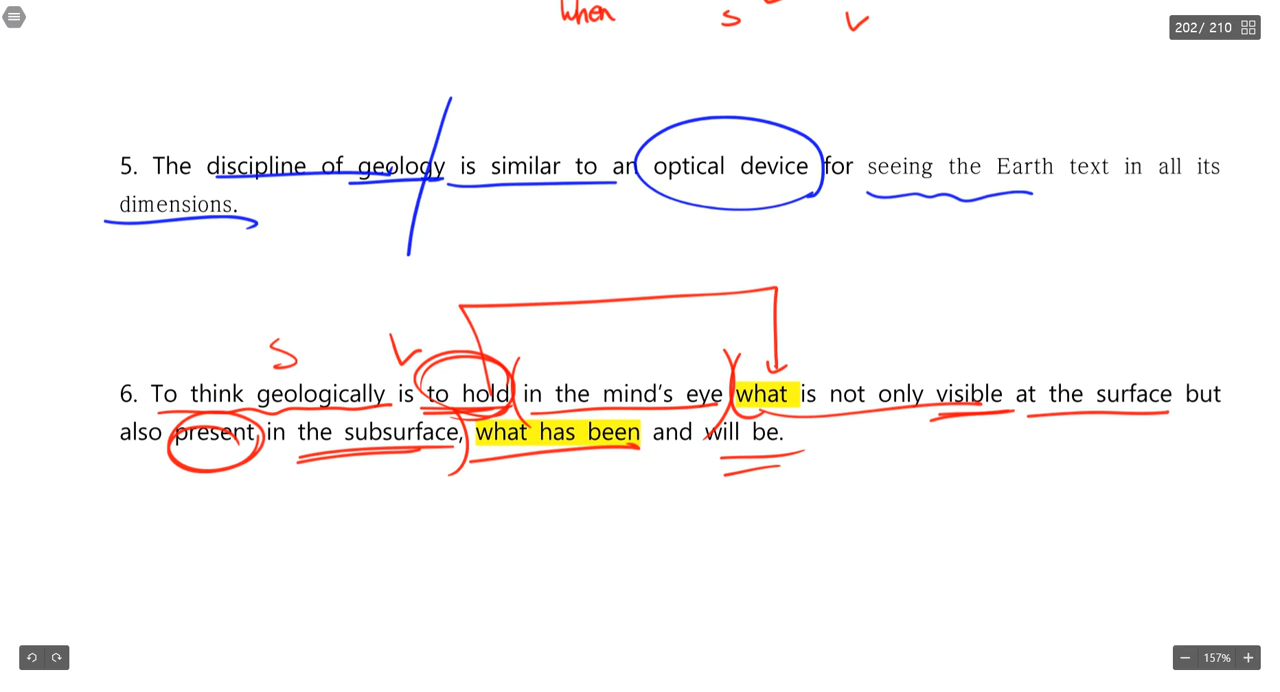 when s v
202/ 210
5. The discipline of geology is similar to an optical device for seeing the Earth text in all its
dimensions.
S V
6. To think geologically is to hold in the mind's eye what is not only visible at the surface but
also present in the subsurface, what has been and will be.
157%